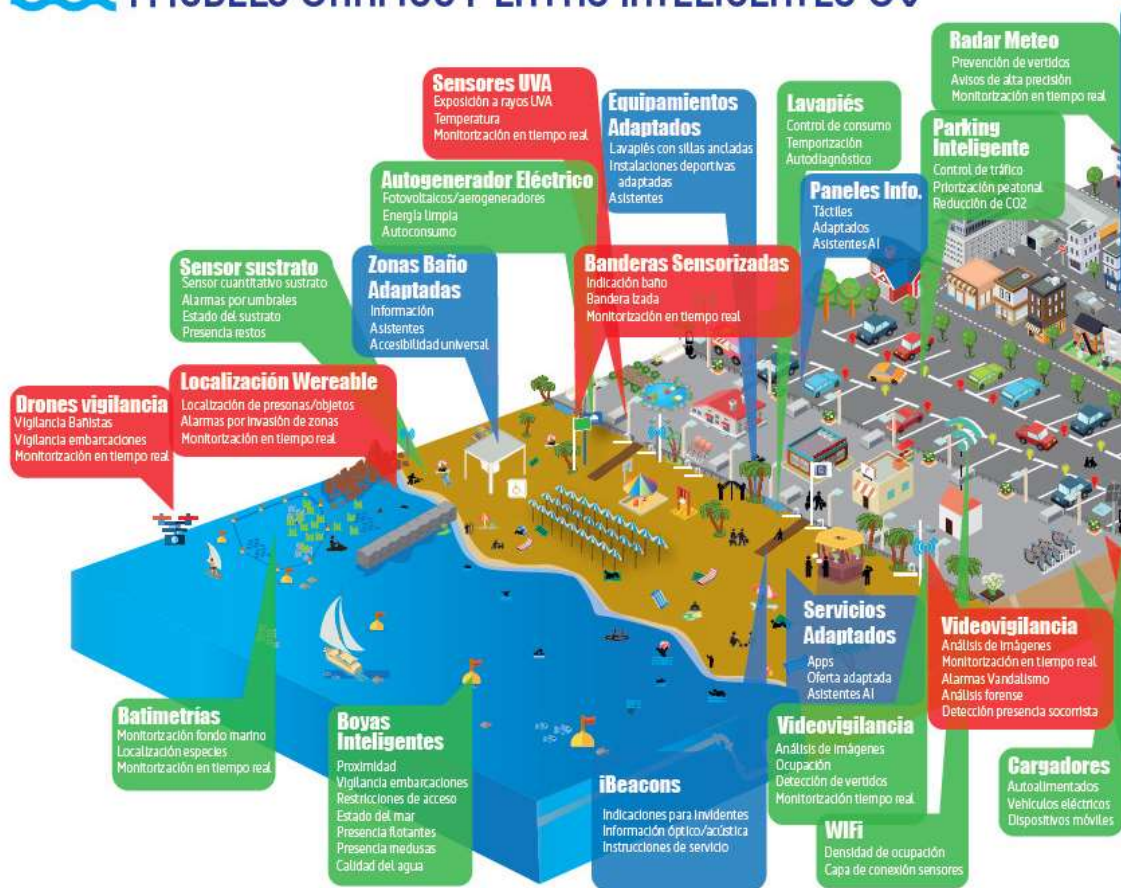 Radar Meteo
Prevención de vertidos
Avisos de alta precisión
Monitorización en tiempo real
Sensores UVA
Exposición a rayos UVA
Temperatura
Monitorización en tiempo real
Equipamientos
Adaptados
Lavapiés con sillas ancladas
Instalaciones deportivas
adaptadas
Asistentes
Lavapiés
Control de consumo
Temporización
Autodiagnóstico
Parking
Inteligente
Control de tráfico
Priorización peatonal
Reducción de CO2
Autogenerador Eléctrico
Fotovoltaicos/aerogeneradores
Energía limpia
Autoconsumo
Paneles Info.
Táctiles
Adaptados
Asistentes AI
Sensor sustrato
Sensor cuantitativo sustrato
Alarmas por umbrales
Estado del sustrato
Presencia restos
Zonas Baño
Adaptadas
Información
Asistentes
Accesibilidad universal
Banderas Sensorizadas
Indicación baño
Bandera Izada
Monitorización en tiempo real
Drones vigilancia
Vigilancia Bañistas
Vigilancia embarcaciones
Monitorización en tiempo real
Localización Wereable
Localización de presonas/objetos
Alarmas por invasión de zonas
Monitorización en tiempo real
Servicios
Adaptados
Apps
Oferta adaptada
Asistentes AI
Videovigilancia
Análisis de imágenes
Monitorización en tiempo real
Alarmas Vandalismo
Análisis forense
Detección presencia socorrista
Batimetrías
Monitorización fondo marino
Localización especies
Monitorización en tiempo real
Boyas
Inteligentes
Proximidad
Vigilancia embarcaciones
Restricciones de acceso
Estado del mar
Presencia flotantes
Presencia medusas
Calidad del agua
iBeacons
Indicaciones para invidentes
Información óptico/acústica
Instrucciones de servicio
Videovigilancia
Análisis de imágenes
Ocupación
Detección de vertidos
Monitorización tiempo real
WIFi
Densidad de ocupación
Capa de conexión sensores
Cargadores
Autoalimentados
Vehículos eléctricos
Dispositivos móviles